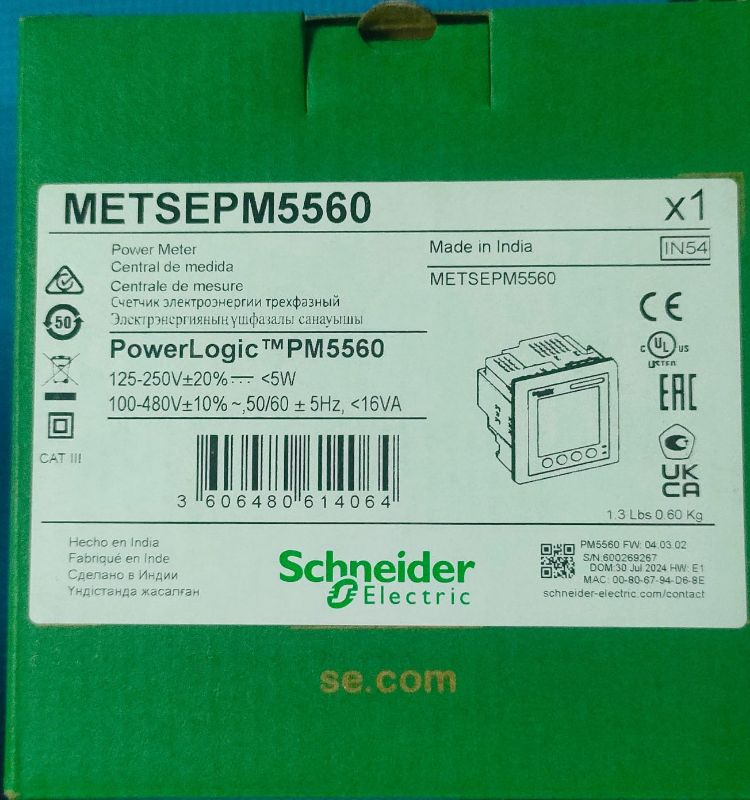 METSEPM5560
x1
Power Meter
Central de medida
Centrale de mesure
Счетчик электроэнергии трехфазный
Электрэнергияның үшфазалы санауышы
Made in India
IN54
METSEPM5560
PowerLogic™PM5560
125-250V±20% ⎓ <5W
100-480V±10% ~,50/60 ± 5Hz, <16VA
50
CAT III
CE
C UL US
LISTED
EAC
UK
CA
3 606480 614064
1.3 Lbs 0.60 Kg
Hecho en India
Fabriqué en Inde
Сделано в Индии
Үндістанда жасалған
Schneider
Electric
PM5560 FW: 04.03.02
S/N:600269267
DOM:30 Jul 2024 HW: E1
MAC: 00-80-67-94-D6-8E
schneider-electric.com/contact
se.com